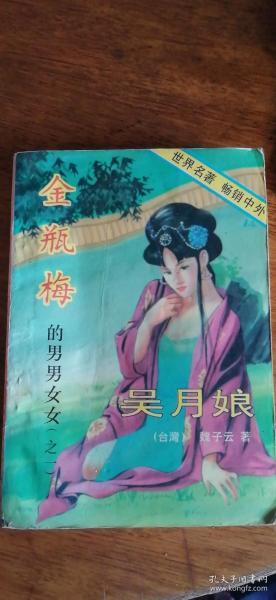 世界名著 畅销中外
金瓶梅
的男男女女(之一)
吴月娘
(台灣) 魏子云 著
孔夫子旧书网
www.kongfz.com